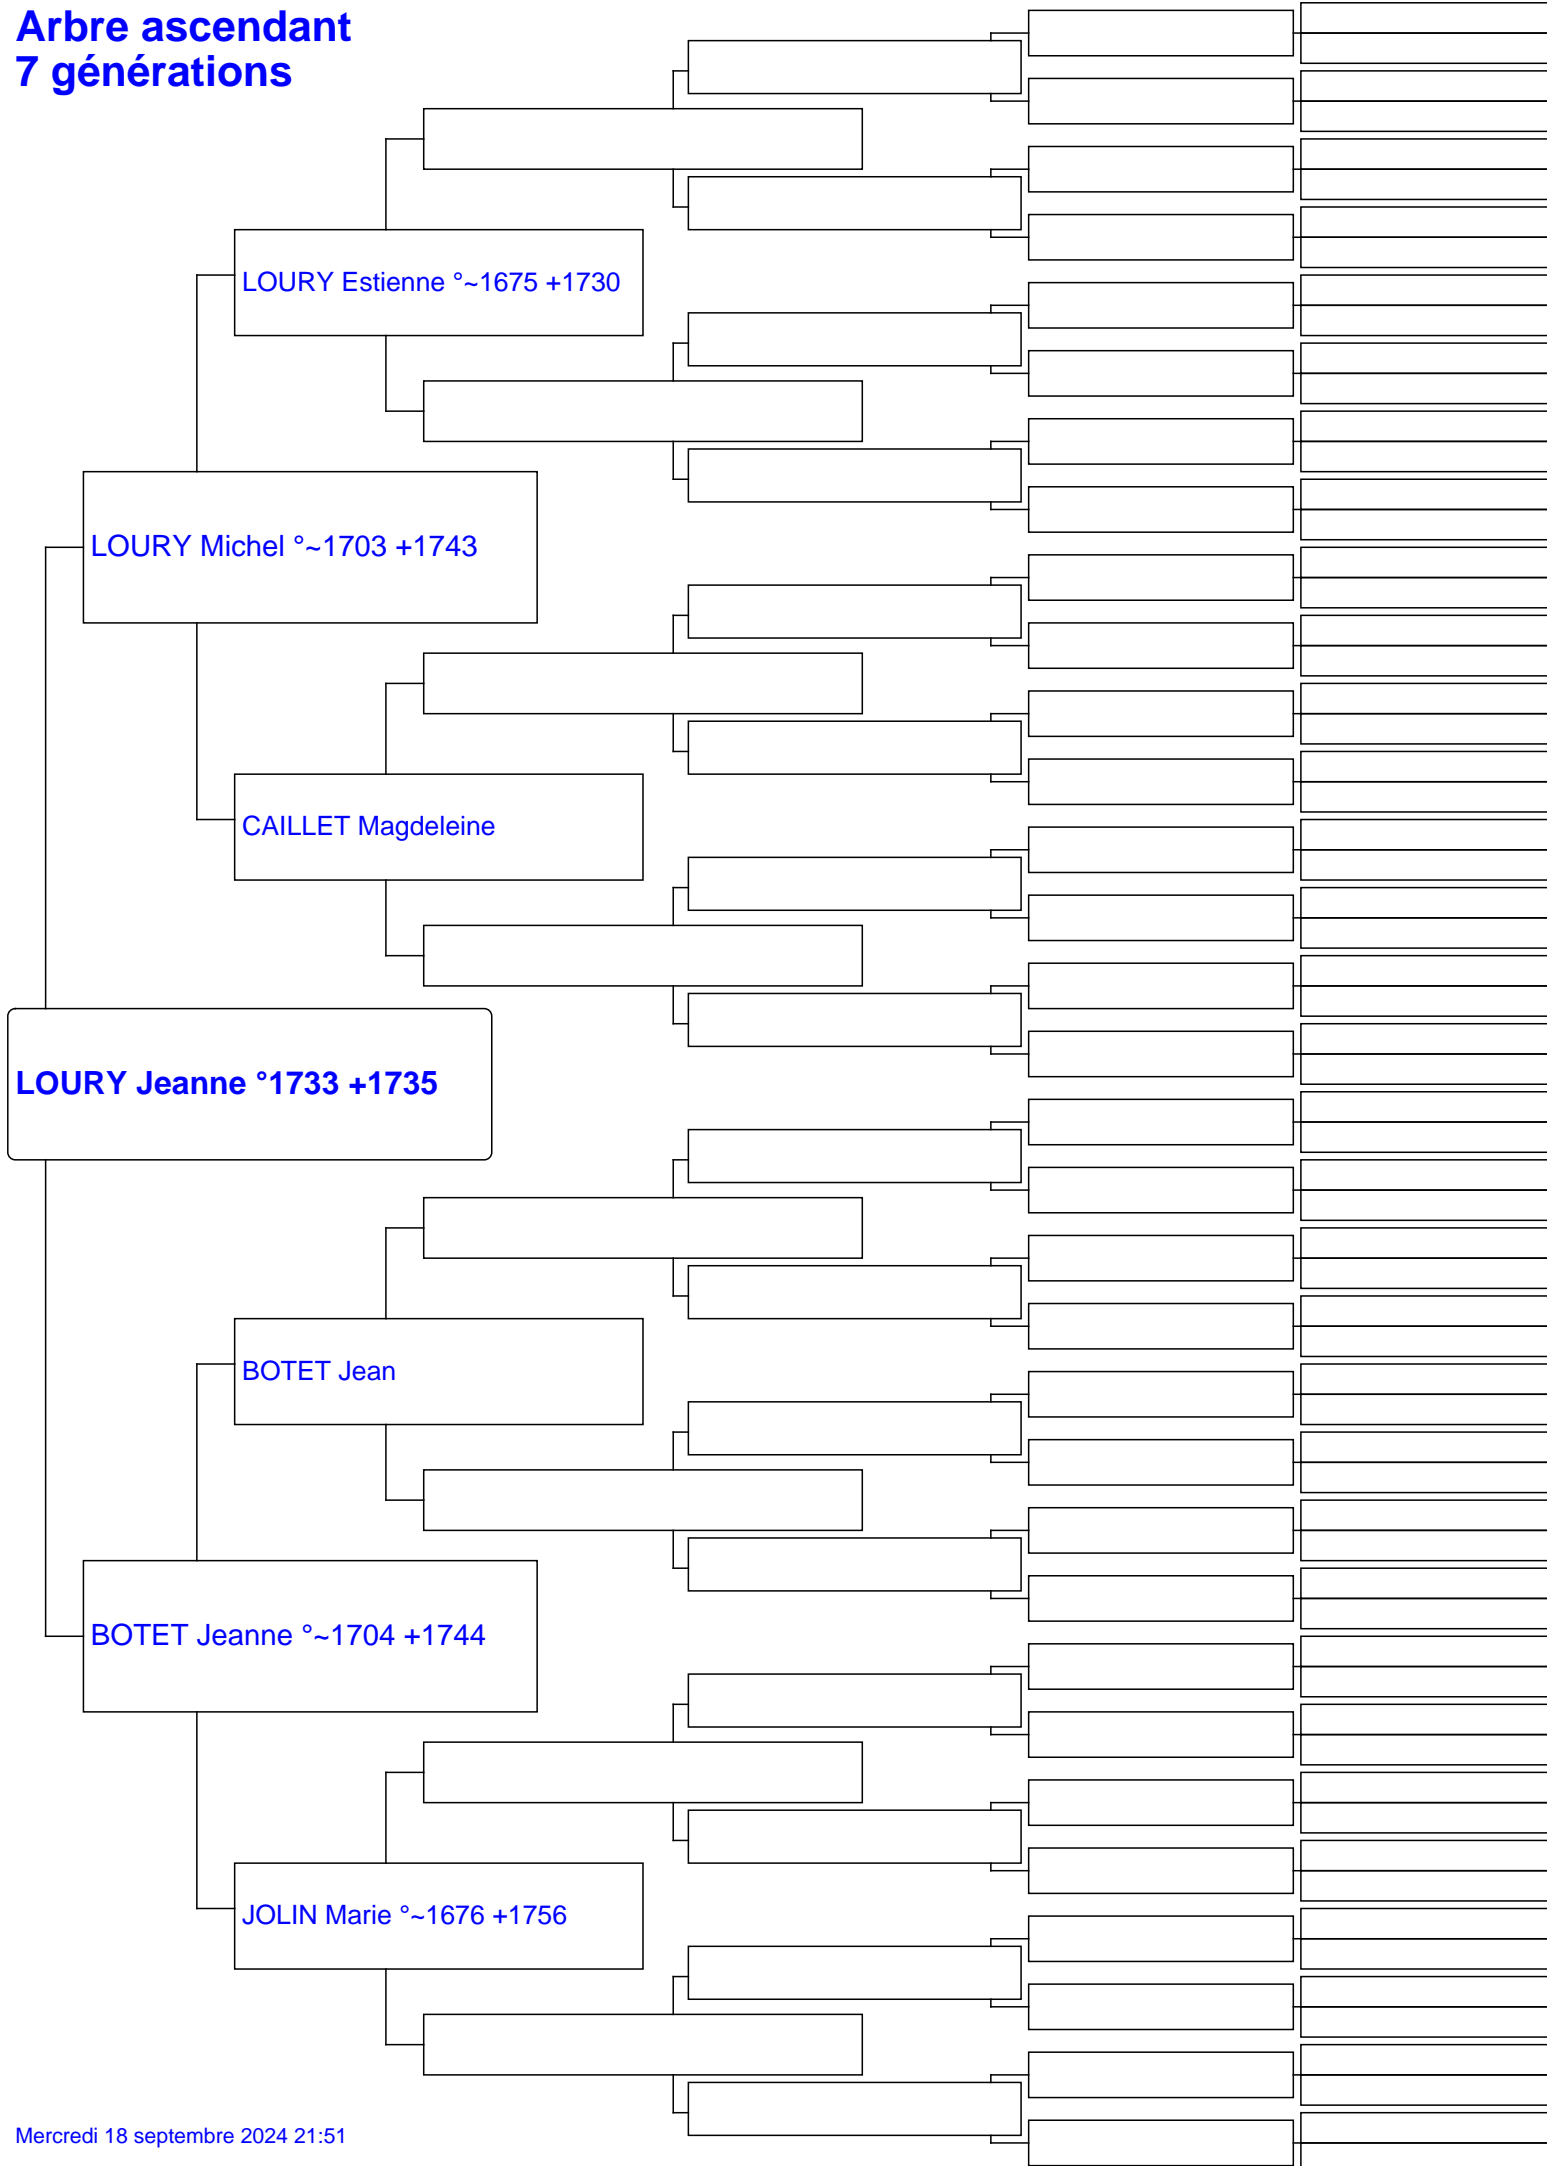 Arbre ascendant
7 générations
LOURY Estienne °~1675 +1730
LOURY Michel °~1703 +1743
CAILLET Magdeleine
LOURY Jeanne °1733 +1735
BOTET Jean
BOTET Jeanne °~1704 +1744
JOLIN Marie °~1676 +1756
Mercredi 18 septembre 2024 21:51